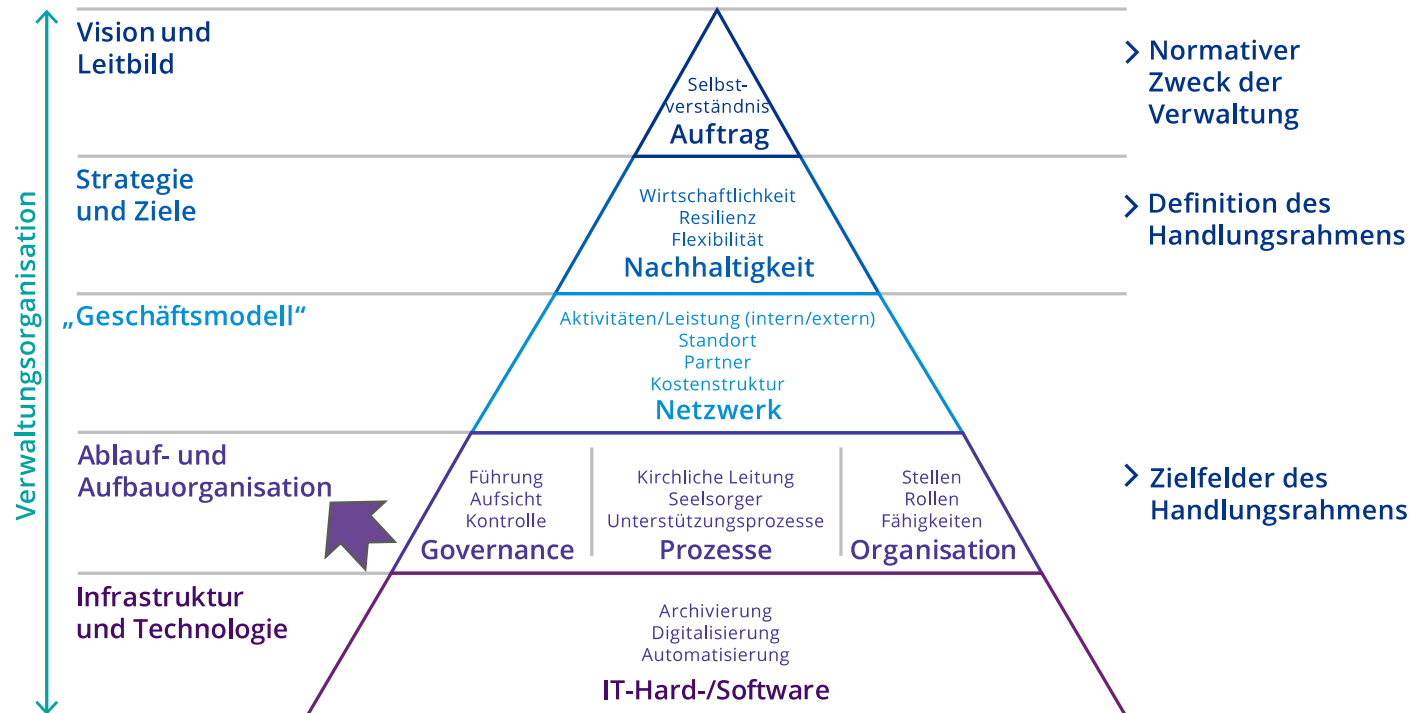 Verwaltungsorganisation
Vision und
Leitbild
Selbst-
verständnis
Auftrag
Normativer
Zweck der
Verwaltung
Strategie
und Ziele
Wirtschaftlichkeit
Resilienz
Flexibilität
Nachhaltigkeit
Definition des
Handlungsrahmens
„Geschäftsmodell“
Aktivitäten/Leistung (intern/extern)
Standort
Partner
Kostenstruktur
Netzwerk
Ablauf- und
Aufbauorganisation
Führung
Aufsicht
Kontrolle
Governance
Kirchliche Leitung
Seelsorger
Unterstützungsprozesse
Prozesse
Stellen
Rollen
Fähigkeiten
Organisation
Zielfelder des
Handlungsrahmens
Infrastruktur
und Technologie
Archivierung
Digitalisierung
Automatisierung
IT-Hard-/Software